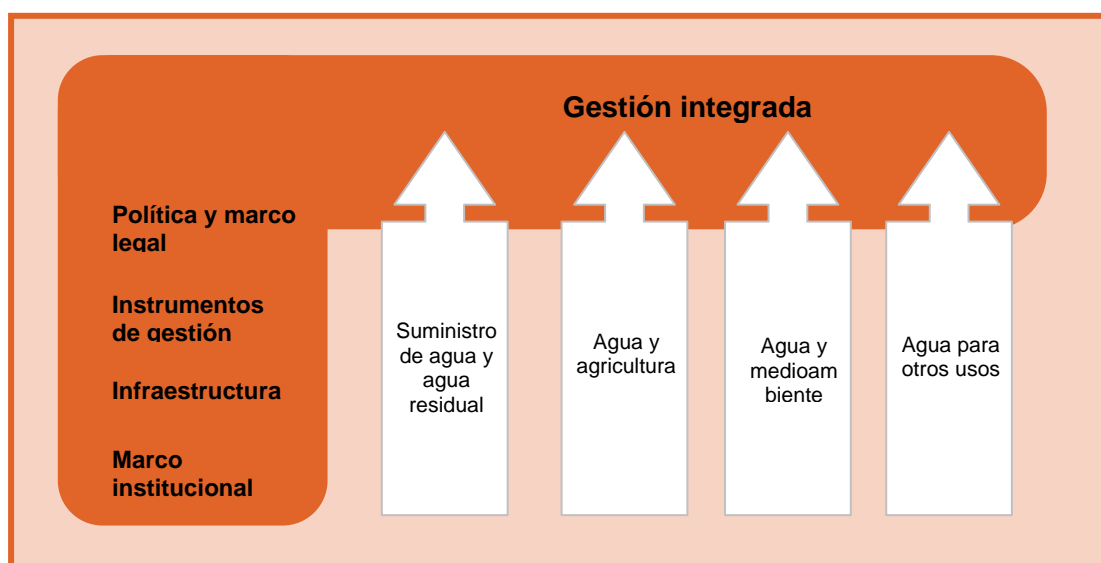 Gestión integrada
Política y marco
legal
Instrumentos
de gestión
Infraestructura
Marco
institucional
Suministro
de agua y
agua
residual
Agua y
agricultura
Agua y
medioam
biente
Agua para
otros usos